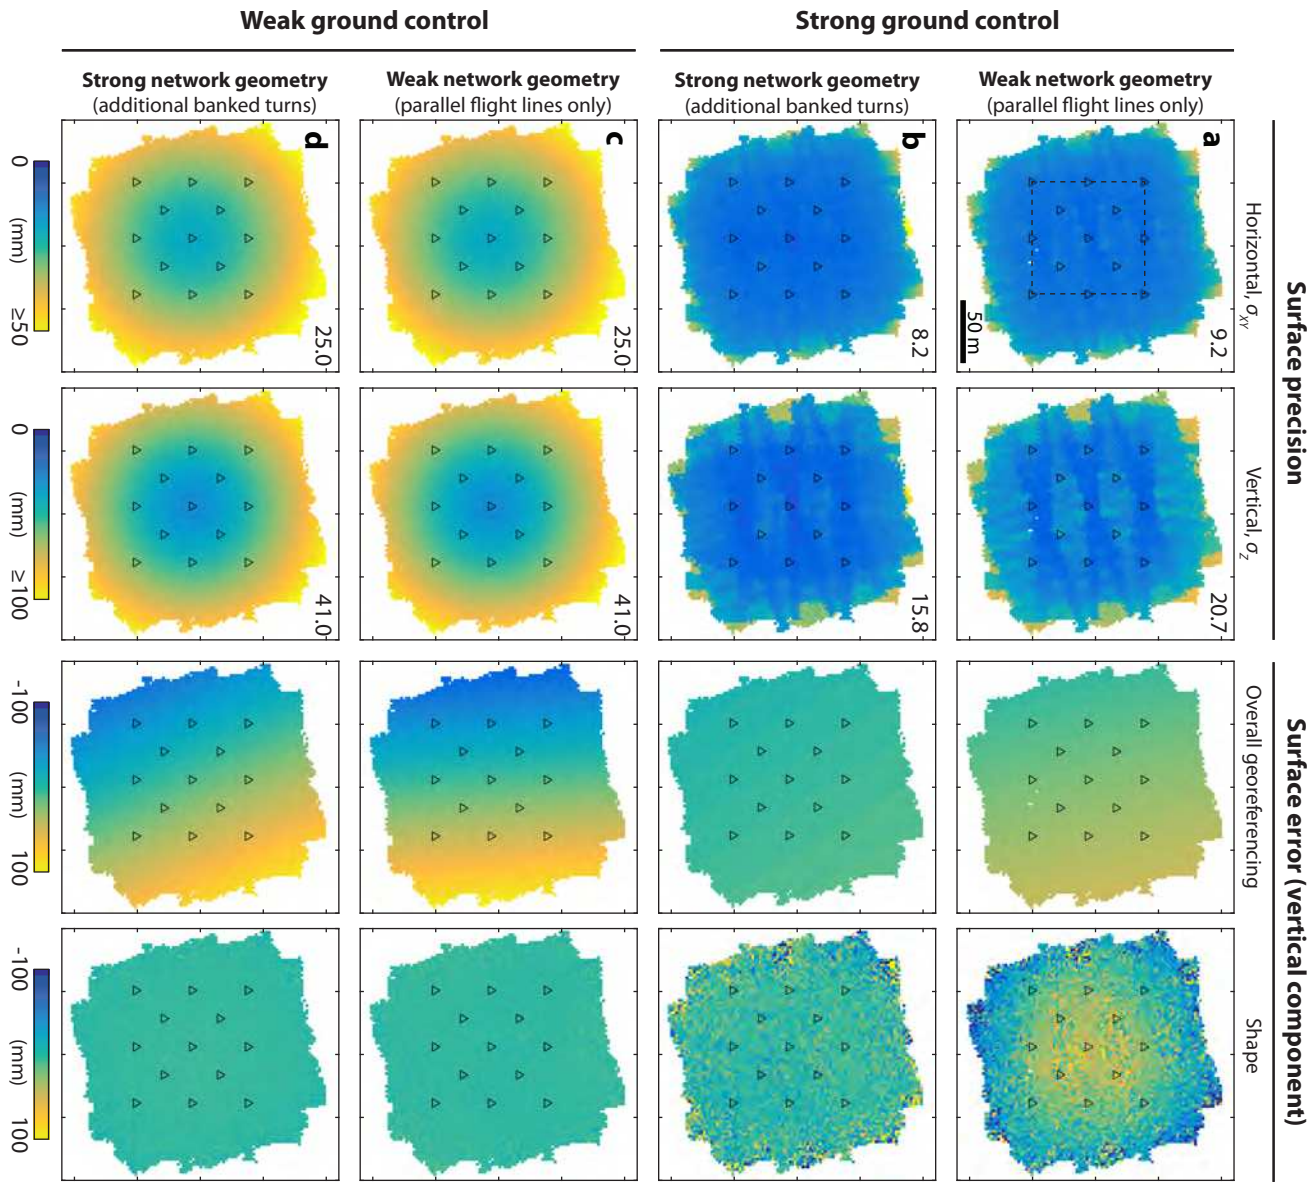 Weak ground control
Strong ground control
Strong network geometry
(additional banked turns)
Weak network geometry
(parallel flight lines only)
Strong network geometry
(additional banked turns)
Weak network geometry
(parallel flight lines only)
Surface precision
Horizontal, σXY
Vertical, σZ
Surface error (vertical component)
Overall georeferencing
Shape
a
9.2
50 m
20.7
b
8.2
15.8
c
25.0
41.0
d
25.0
41.0
0 (mm) ≥50
0 (mm) ≥100
-100 (mm) 100
-100 (mm) 100